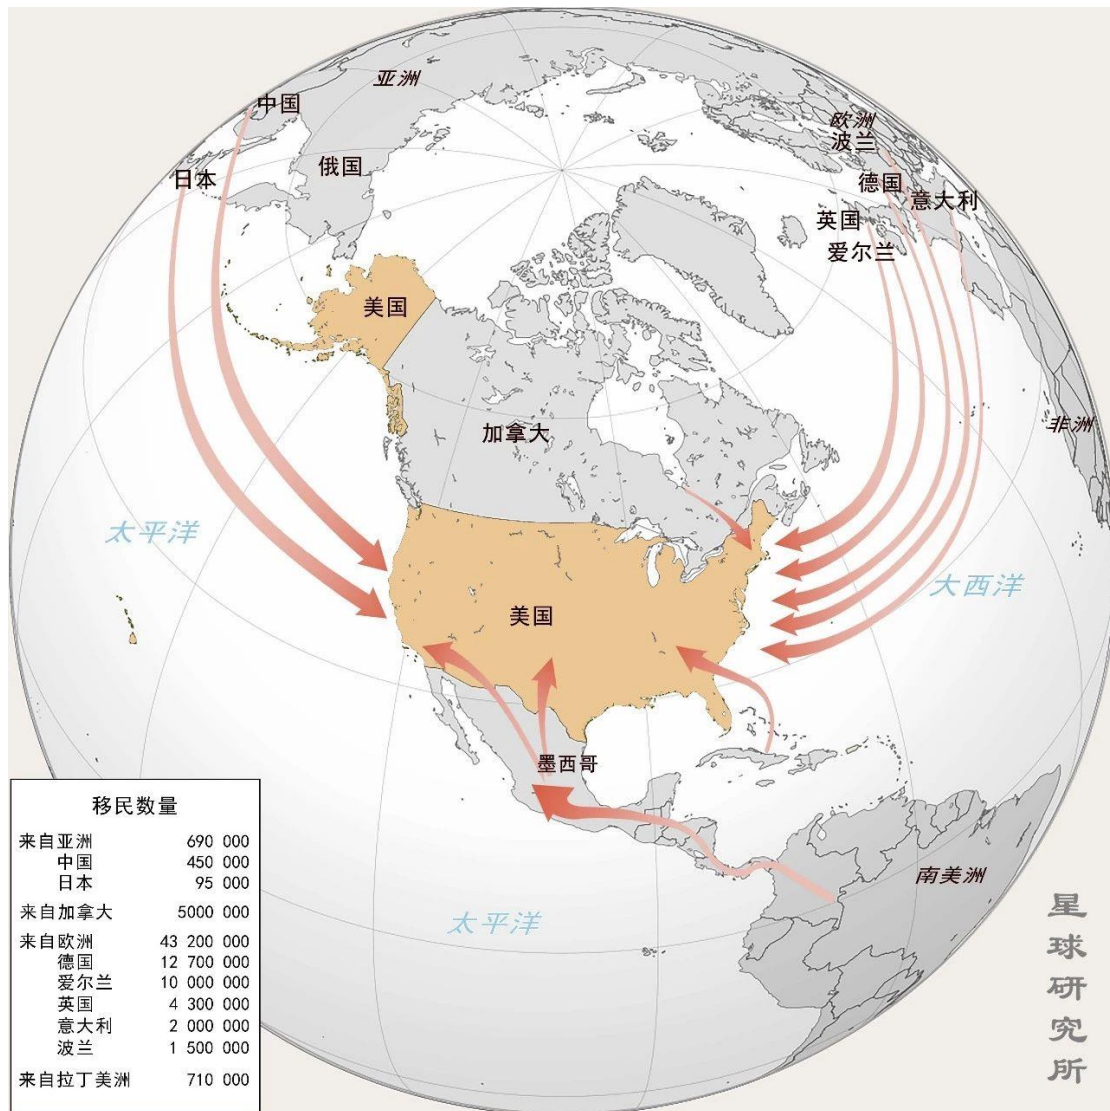 亚洲
中国
欧洲
波兰
俄国
日本
德国
意大利
英国
爱尔兰
美国
加拿大
非洲
太平洋
大西洋
美国
墨西哥
南美洲
太平洋
移民数量
来自亚洲 690 000
中国 450 000
日本 95 000
来自加拿大 5000 000
来自欧洲 43 200 000
德国 12 700 000
爱尔兰 10 000 000
英国 4 300 000
意大利 2 000 000
波兰 1 500 000
来自拉丁美洲 710 000
星球研究所